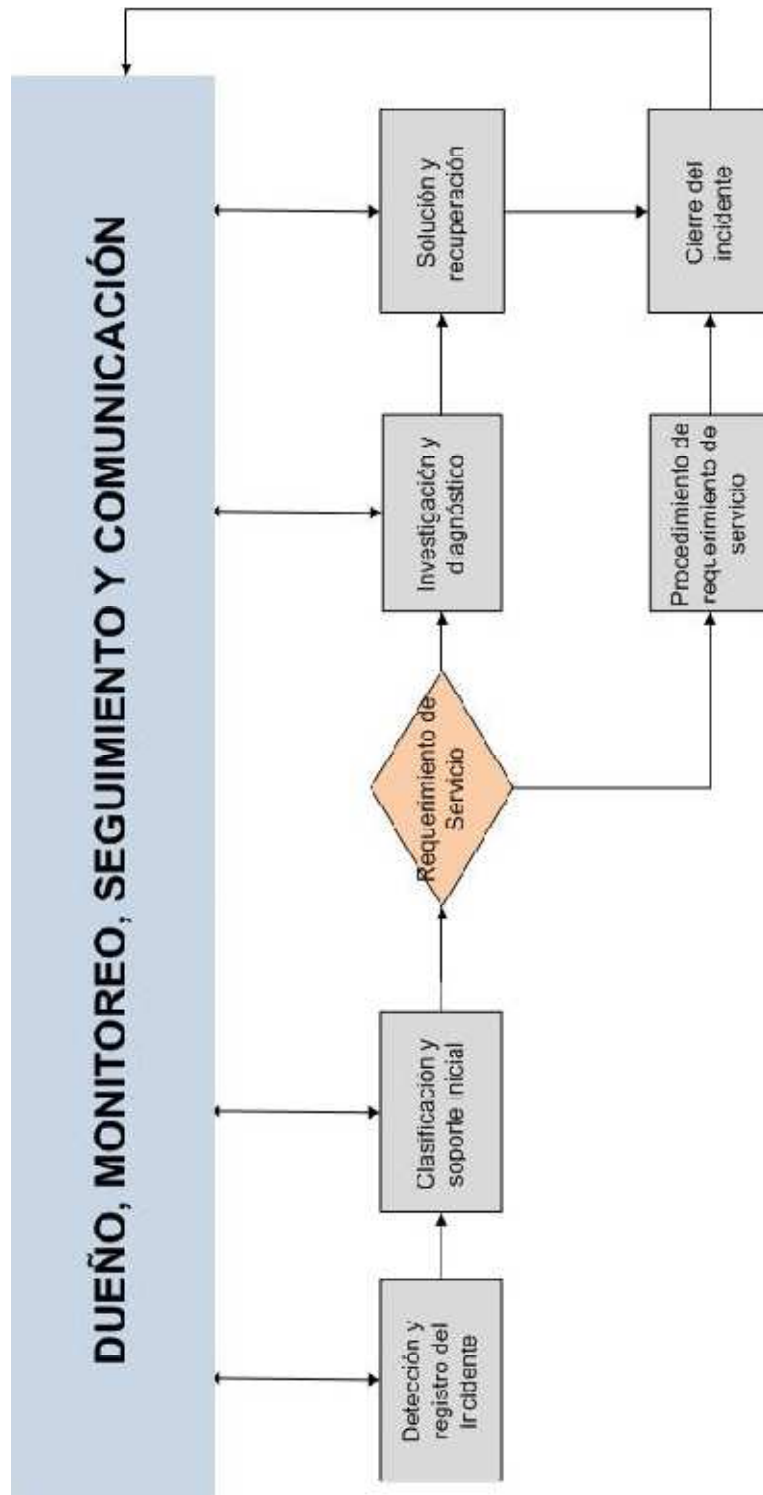 DUEÑO, MONITOREO, SEGUIMIENTO Y COMUNICACIÓN
Detección y
registro del
Incidente
Clasificación y
soporte inicial
Requerimiento de
Servicio
Investigación y
diagnóstico
Solución y
recuperación
Procedimiento de
requerimiento de
servicio
Cierre del
incidente